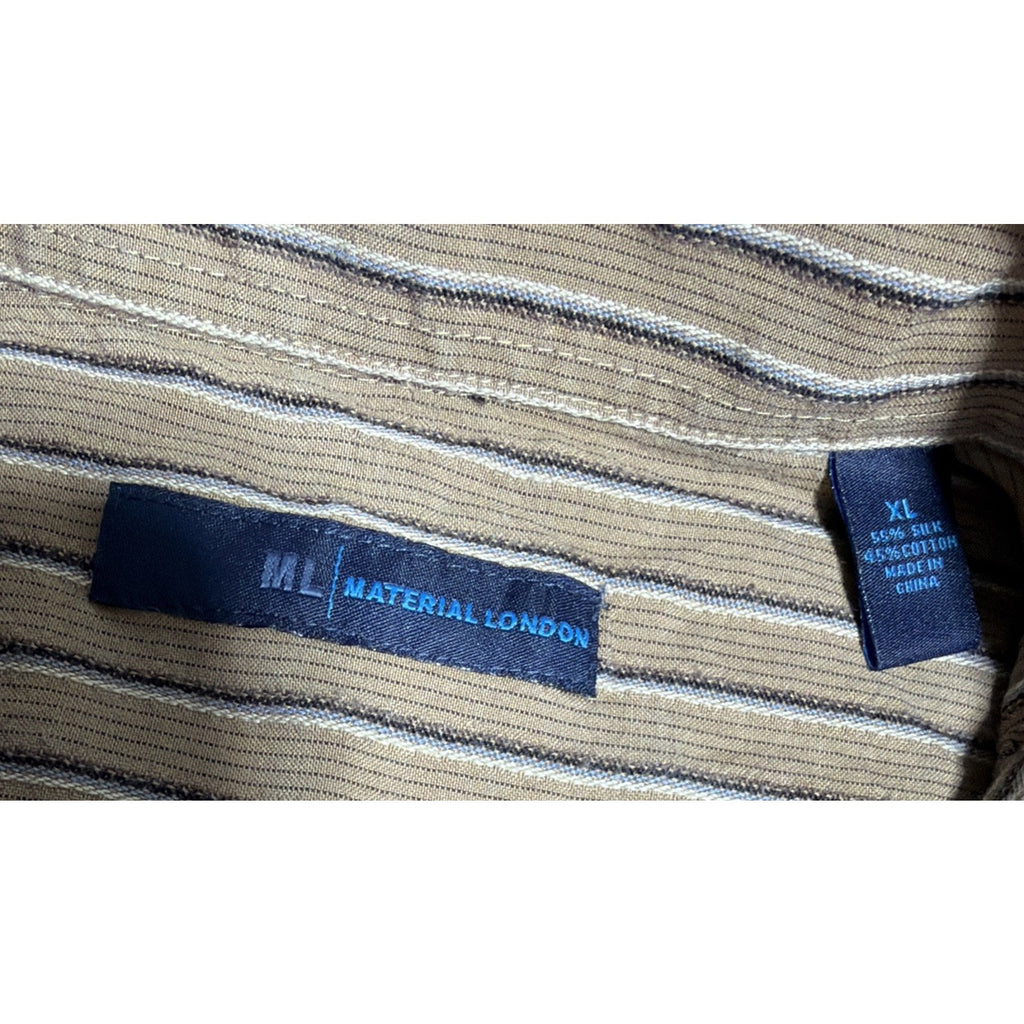 ML | MATERIAL LONDON
XL
55% SILK
45% COTTON
MADE IN
CHINA